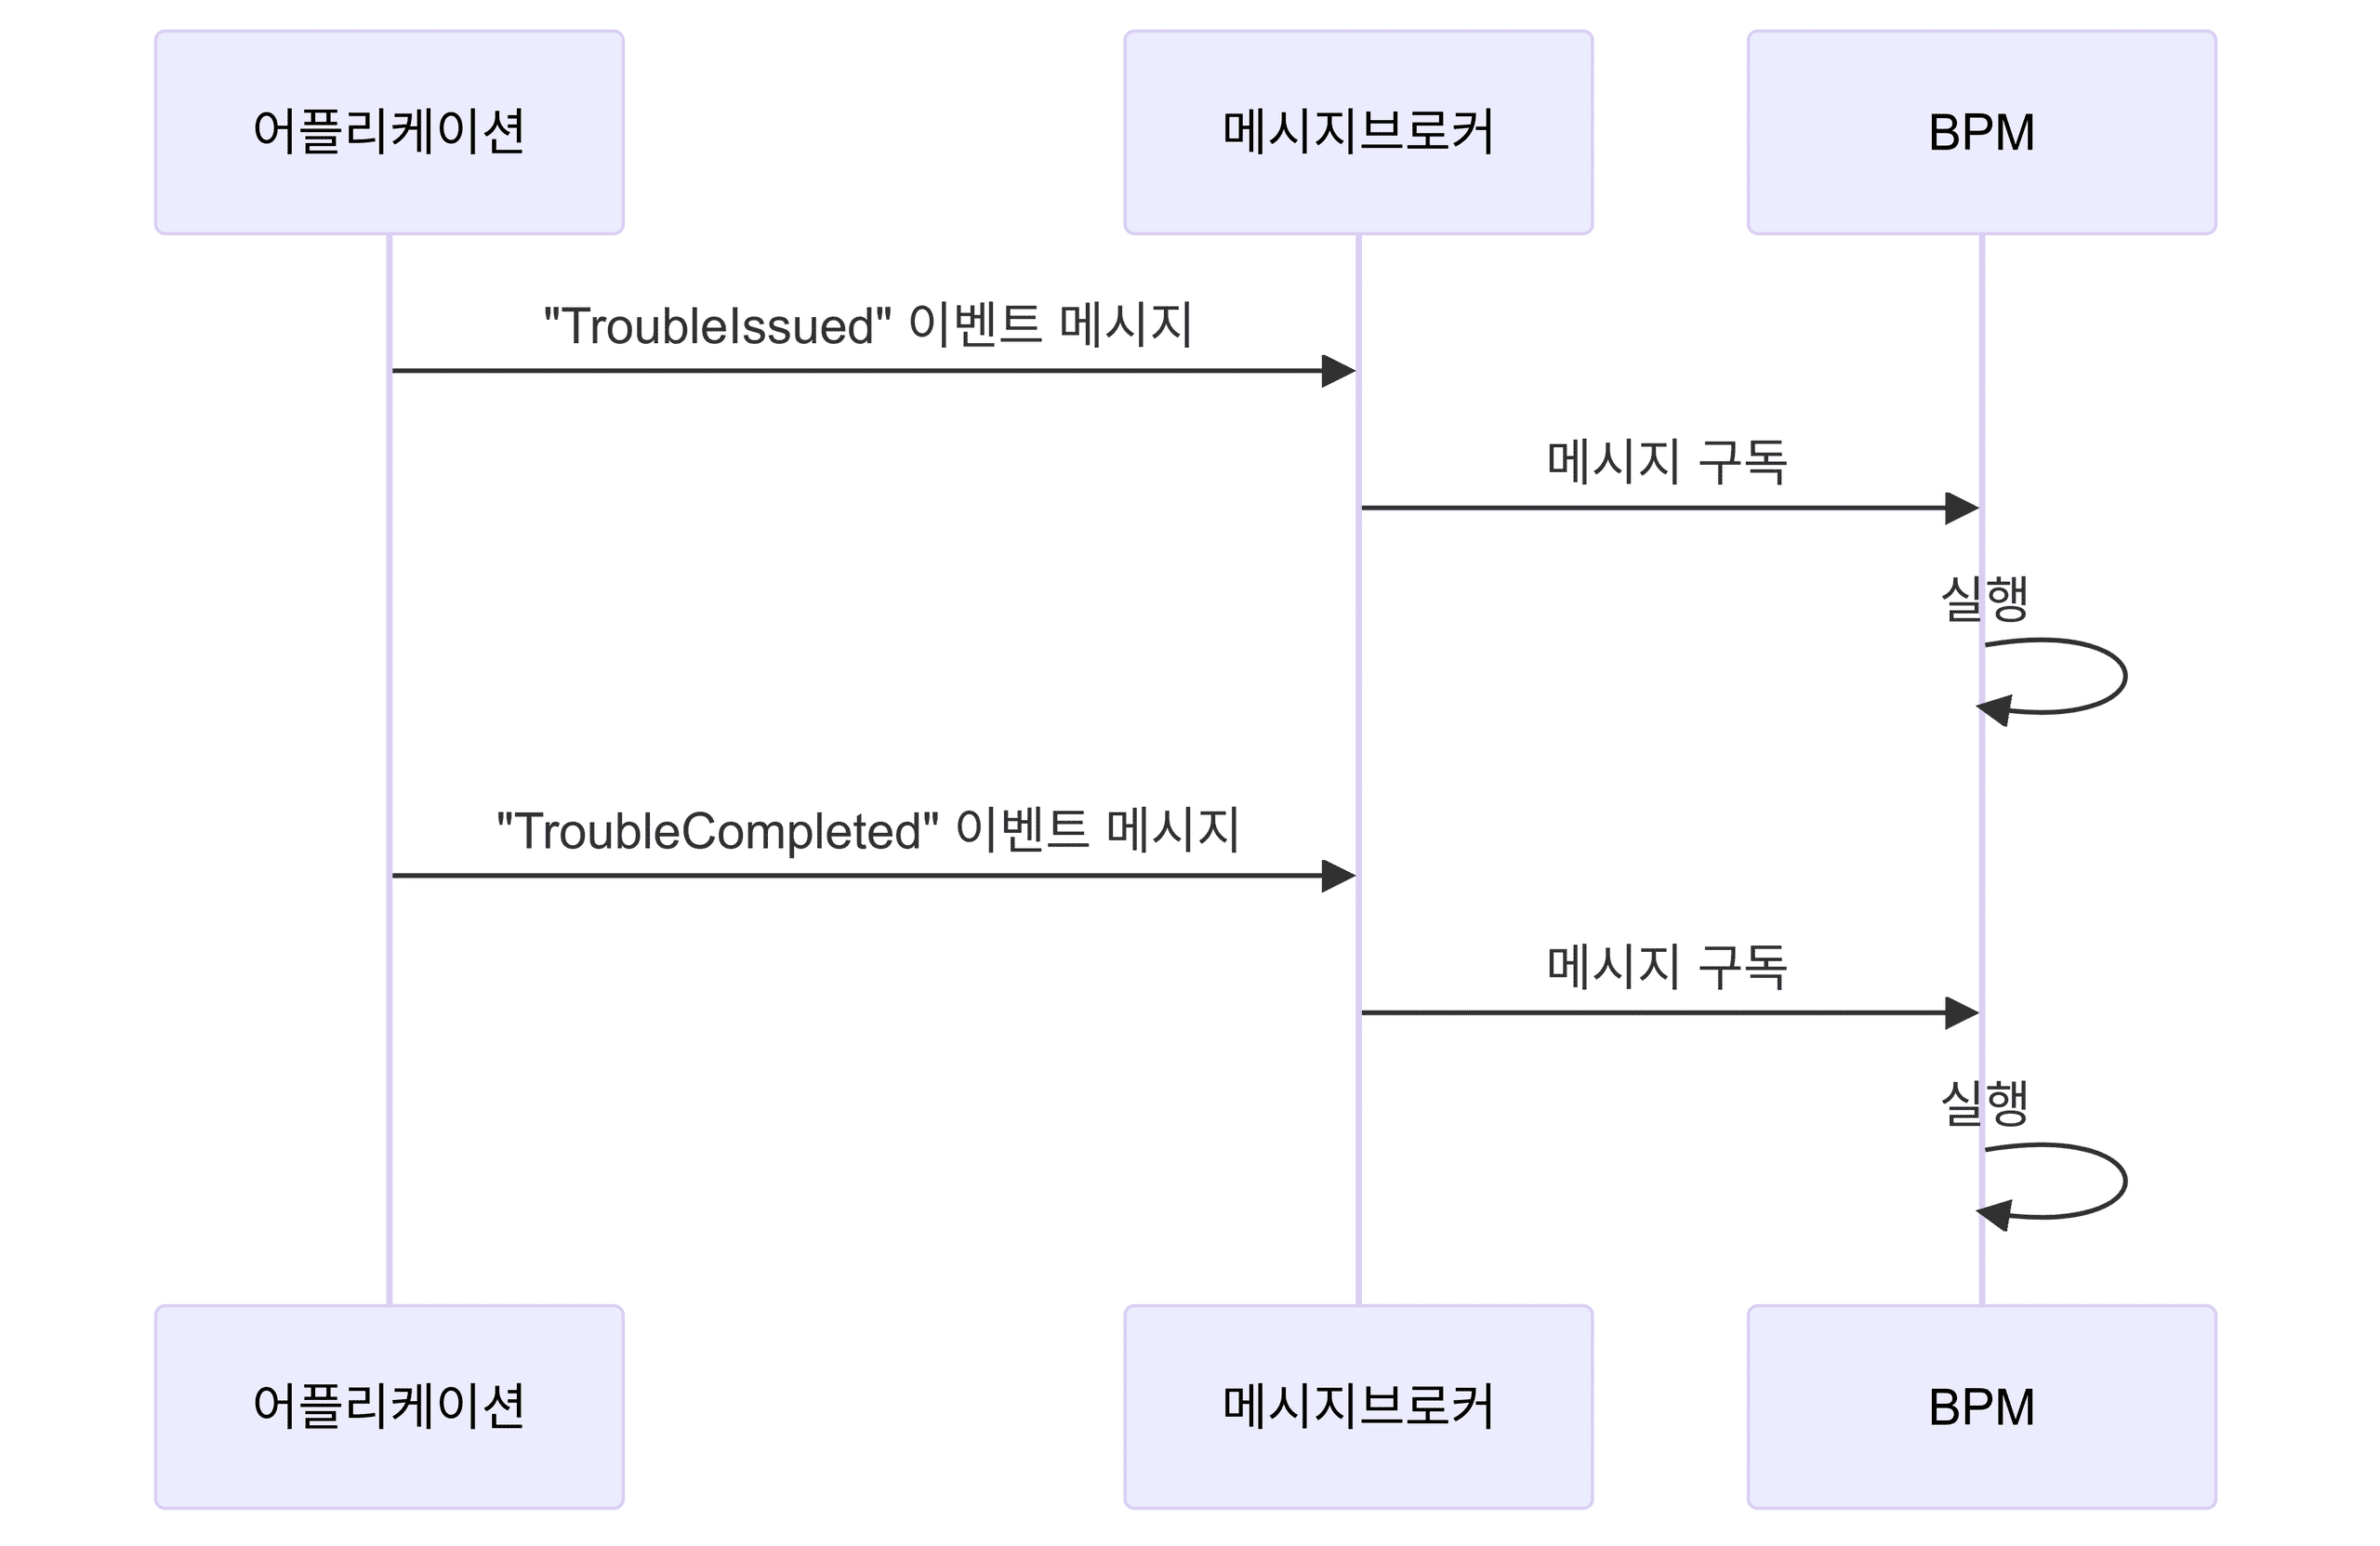 어플리케이션
메시지브로커
BPM
"TroubleIssued" 이벤트 메시지
메시지 구독
실행
"TroubleCompleted" 이벤트 메시지
메시지 구독
실행
어플리케이션
메시지브로커
BPM